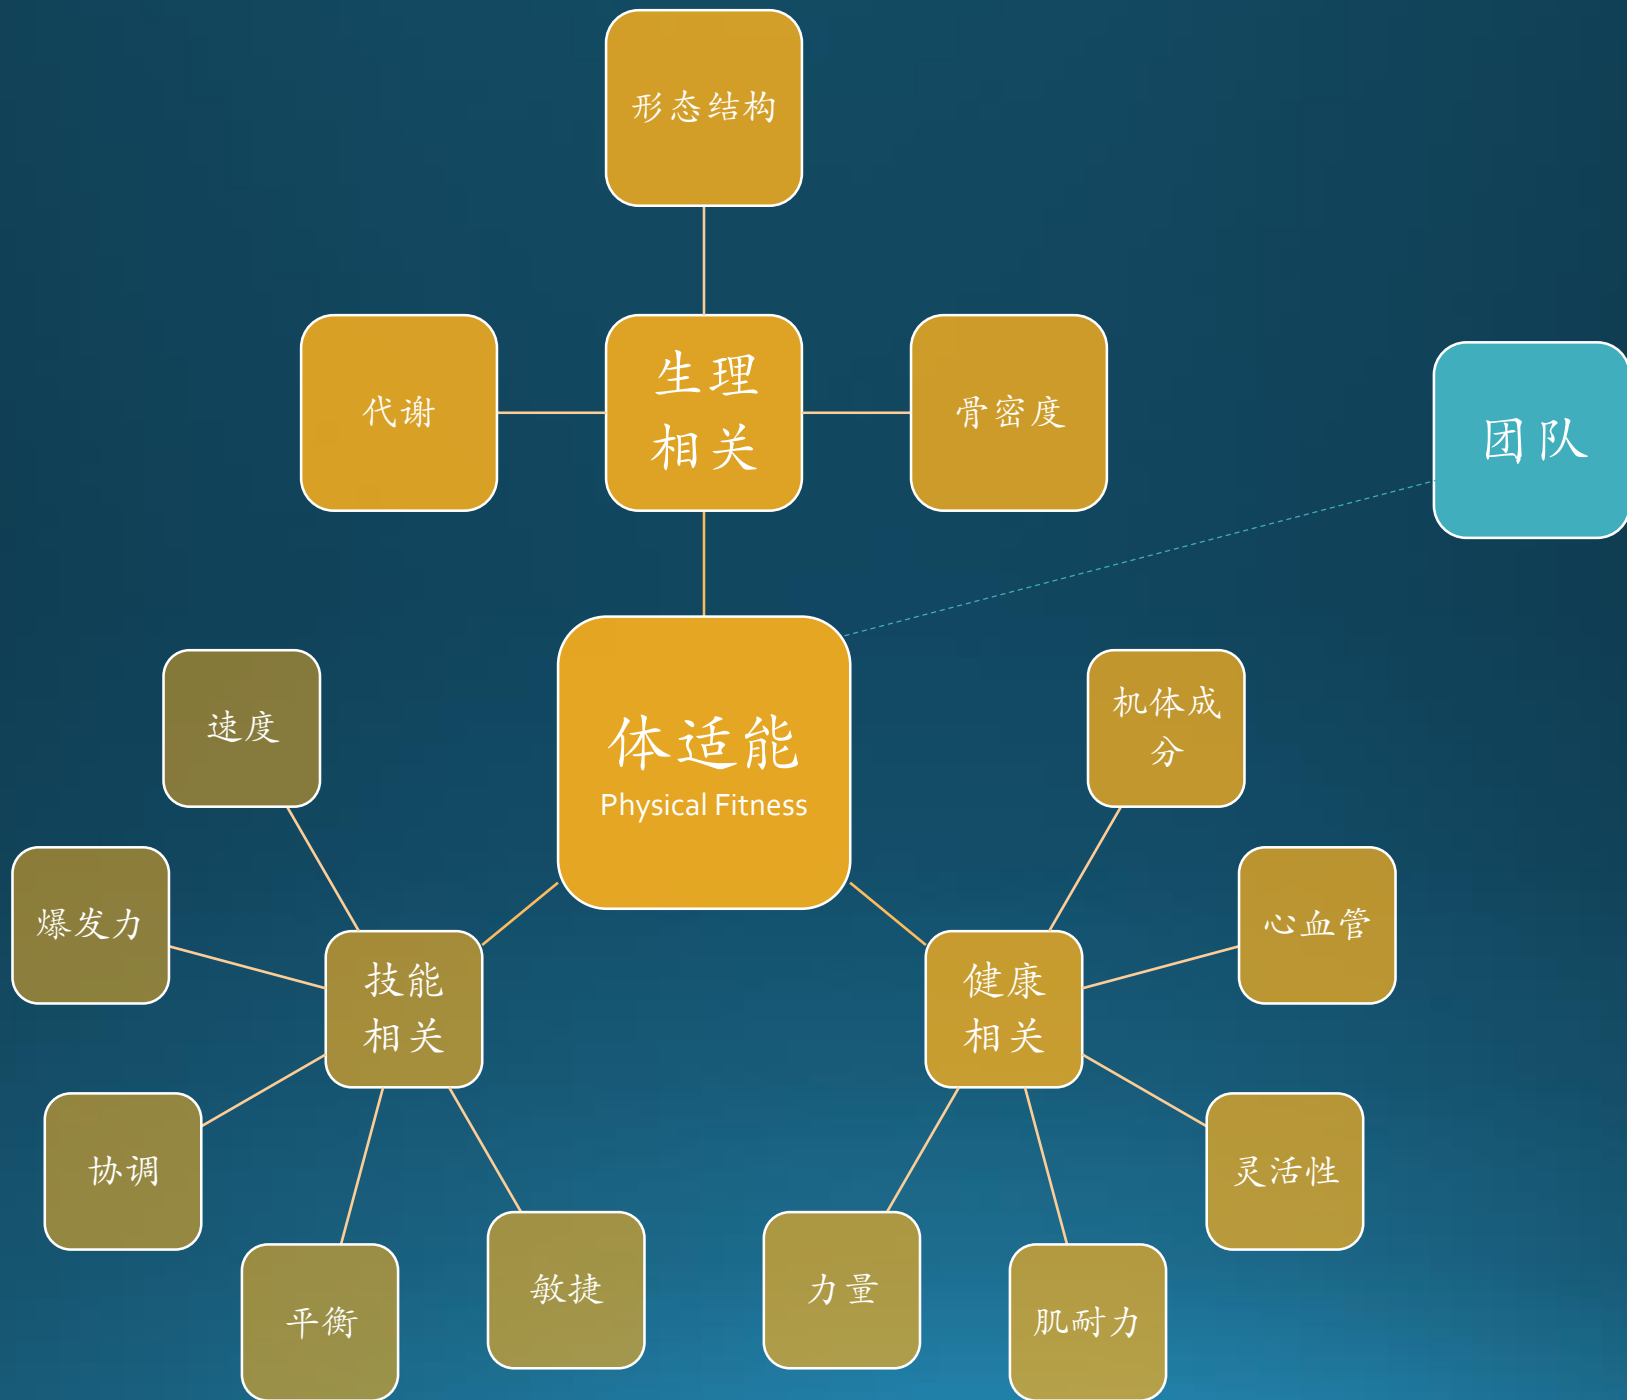 形态结构
代谢
生理
相关
骨密度
团队
体适能
Physical Fitness
速度
机体成
分
爆发力
心血管
技能
相关
健康
相关
协调
灵活性
平衡
敏捷
力量
肌耐力